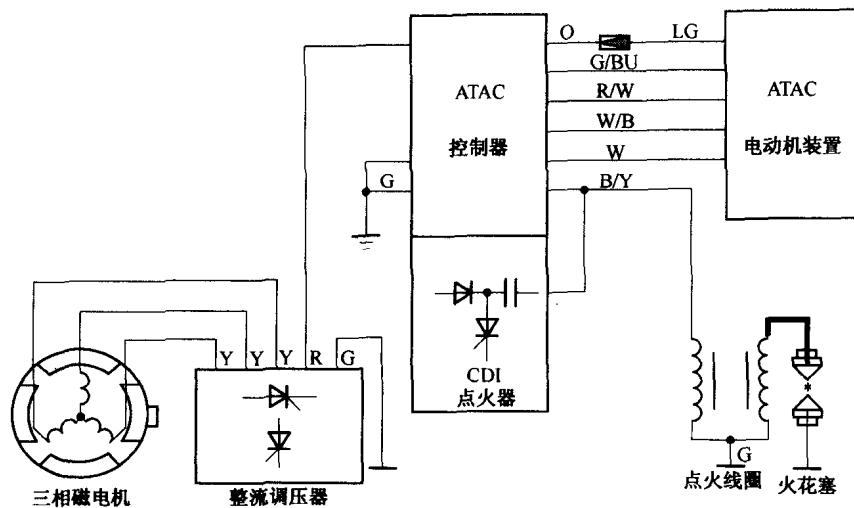 O
LG
G/BU
R/W
W/B
W
B/Y
ATAC
控制器
ATAC
电动机装置
G
CDI
点火器
Y
Y
Y
R
G
G
三相磁电机
整流调压器
点火线圈
火花塞